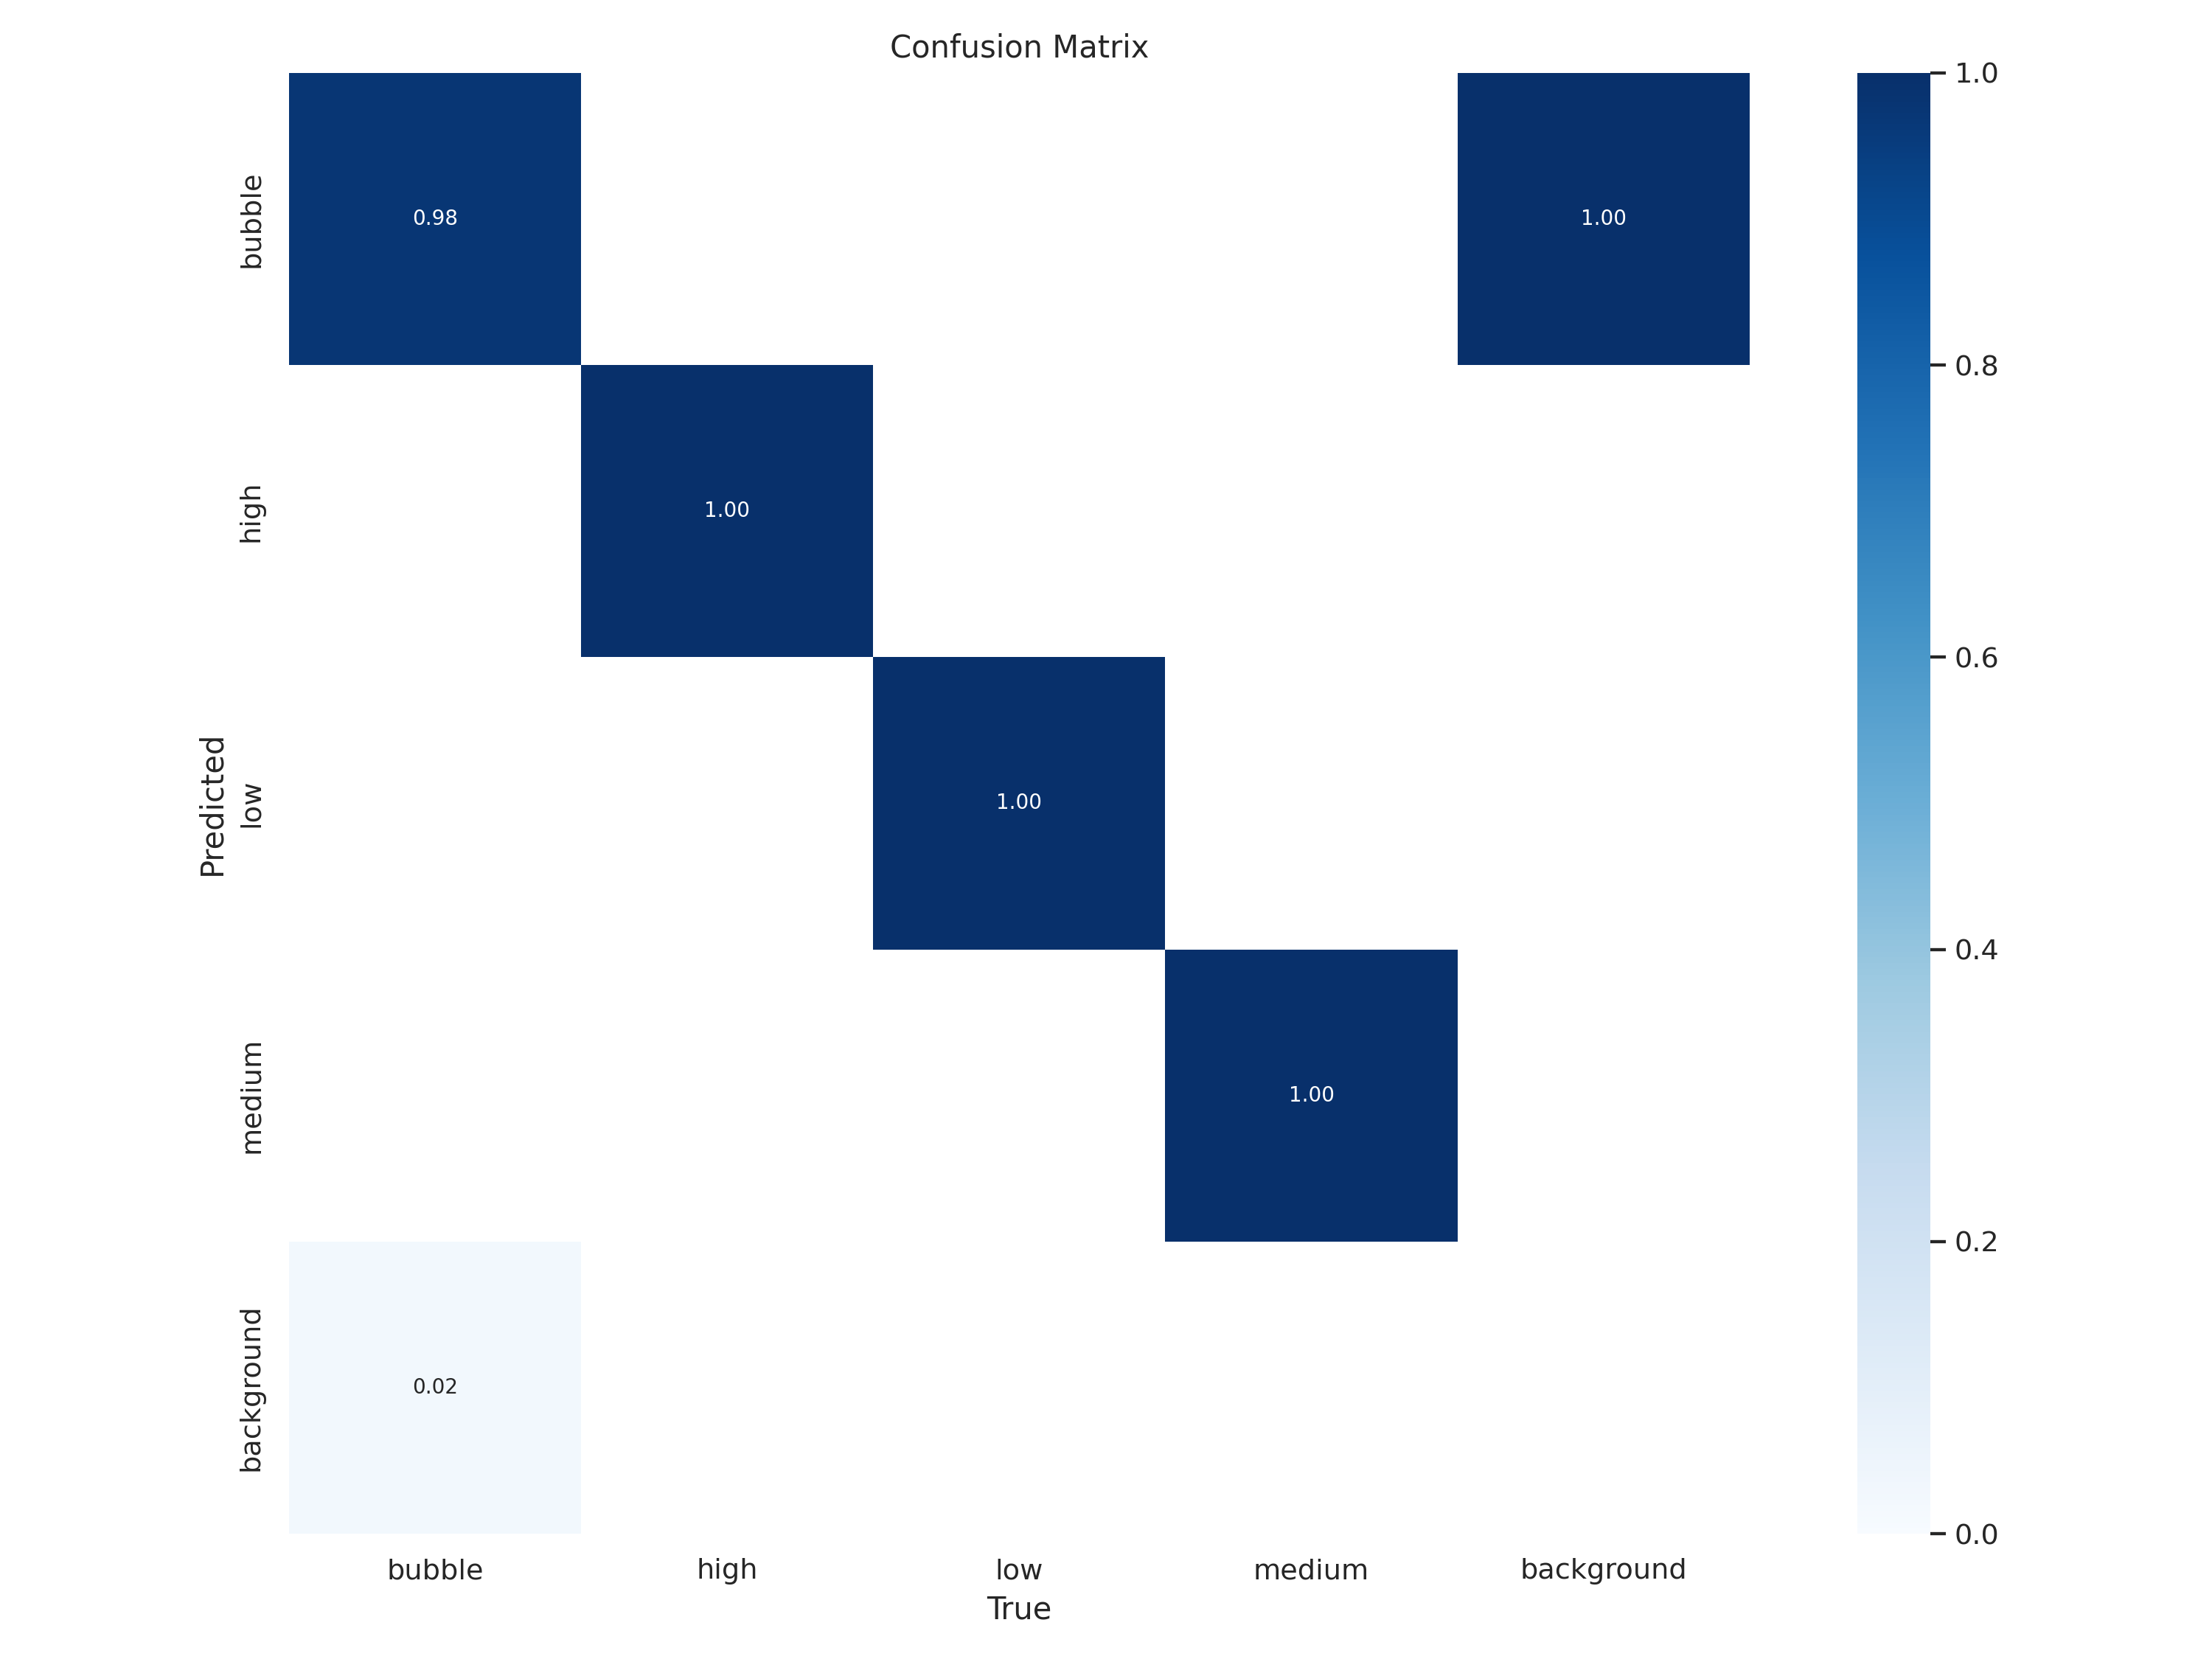 Confusion Matrix
bubble
high
low
medium
background
Predicted
0.98
1.00
1.00
1.00
1.00
0.02
bubble
high
low
medium
background
True
1.0
0.8
0.6
0.4
0.2
0.0